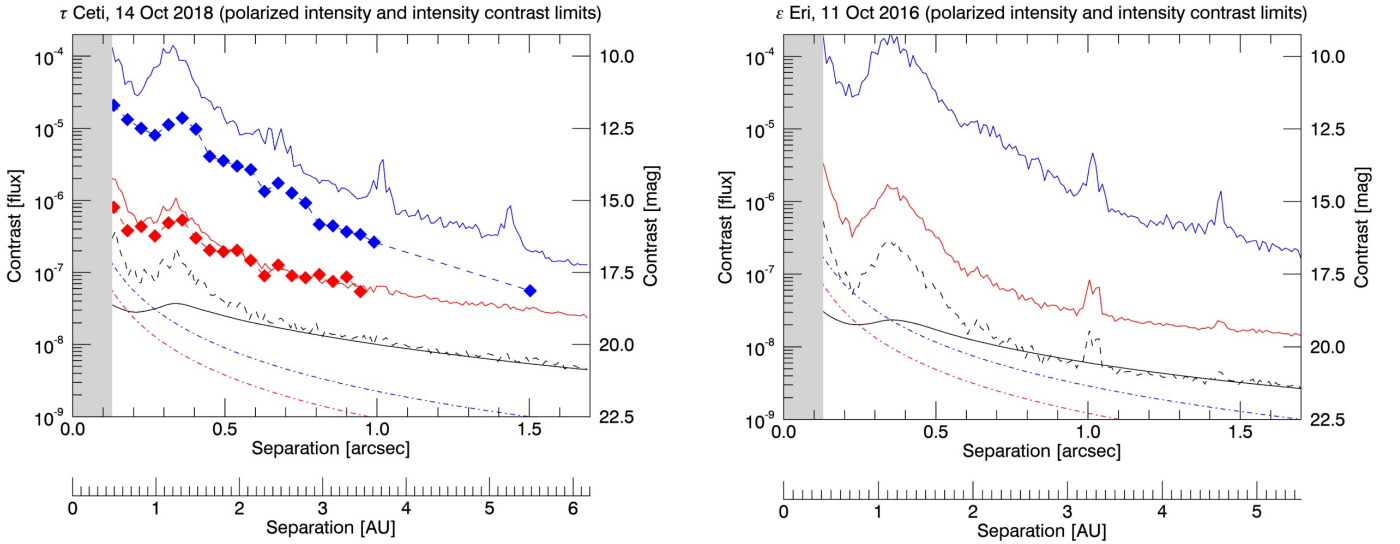 τ Ceti, 14 Oct 2018 (polarized intensity and intensity contrast limits)
10⁻⁴
10⁻⁵
10⁻⁶
10⁻⁷
10⁻⁸
10⁻⁹
Contrast [flux]
10.0
12.5
15.0
17.5
20.0
22.5
Contrast [mag]
0.0 0.5 1.0 1.5
Separation [arcsec]
0 1 2 3 4 5 6
Separation [AU]
ε Eri, 11 Oct 2016 (polarized intensity and intensity contrast limits)
10⁻⁴
10⁻⁵
10⁻⁶
10⁻⁷
10⁻⁸
10⁻⁹
Contrast [flux]
10.0
12.5
15.0
17.5
20.0
22.5
Contrast [mag]
0.0 0.5 1.0 1.5
Separation [arcsec]
0 1 2 3 4 5
Separation [AU]